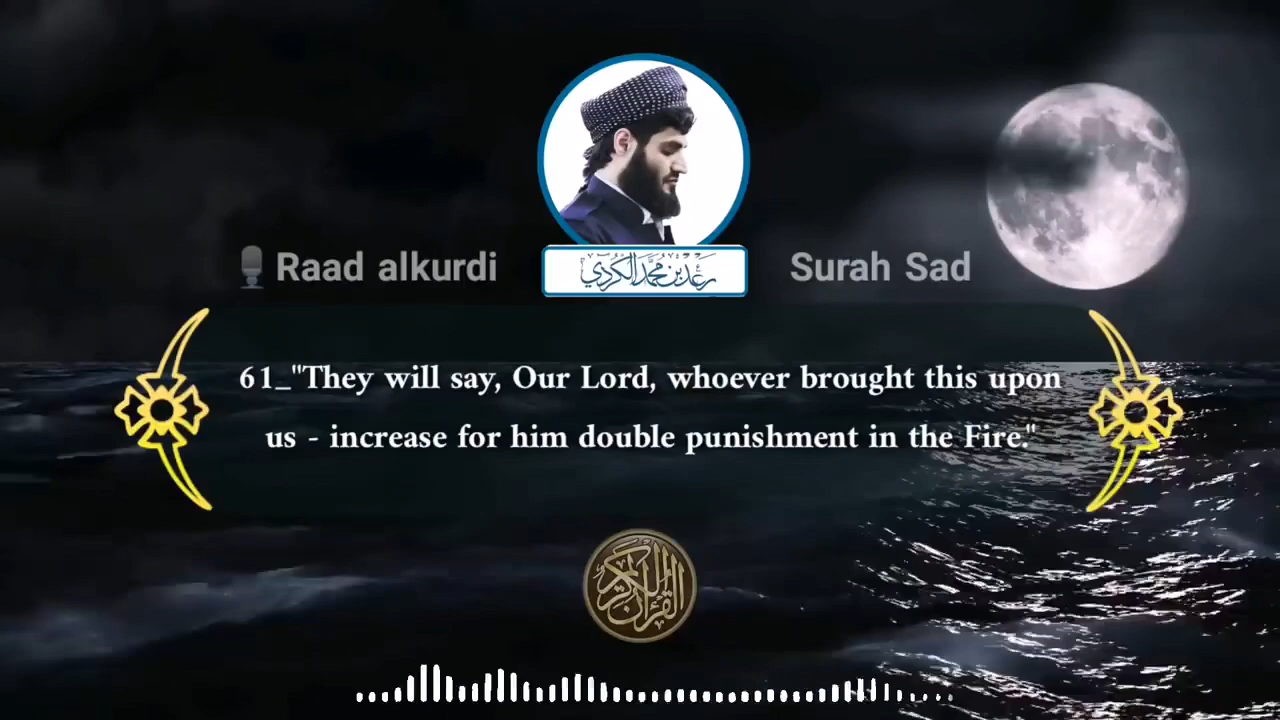 Raad alkurdi
رعد بن محمد الكردي
Surah Sad
61_"They will say, Our Lord, whoever brought this upon
us - increase for him double punishment in the Fire."
القرآن الكريم